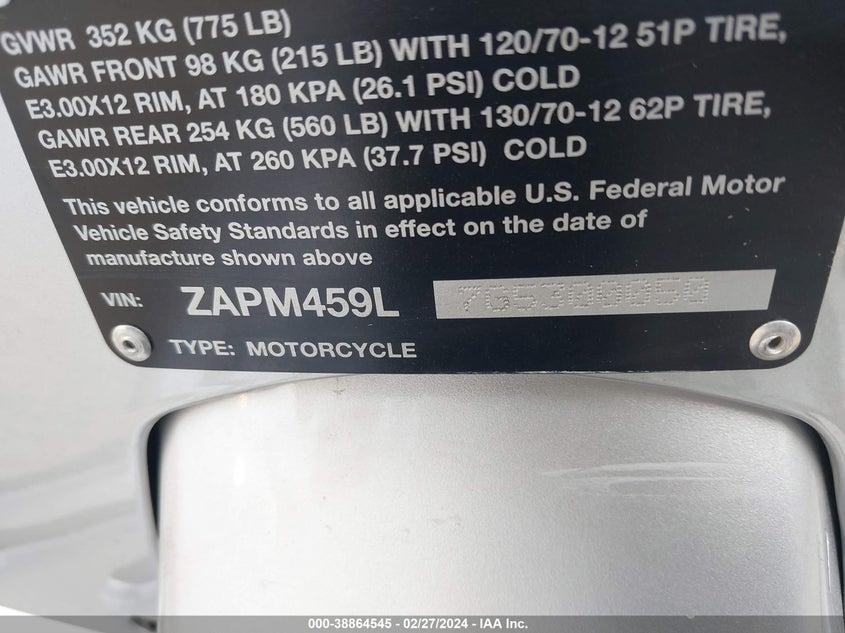 GVWR 352 KG (775 LB)
GAWR FRONT 98 KG (215 LB) WITH 120/70-12 51P TIRE,
E3.00X12 RIM, AT 180 KPA (26.1 PSI) COLD
GAWR REAR 254 KG (560 LB) WITH 130/70-12 62P TIRE,
E3.00X12 RIM, AT 260 KPA (37.7 PSI) COLD
This vehicle conforms to all applicable U.S. Federal Motor
Vehicle Safety Standards in effect on the date of
manufacture shown above
VIN: ZAPM459L 7G5300050
TYPE: MOTORCYCLE
000-38864545 - 02/27/2024 - IAA Inc.